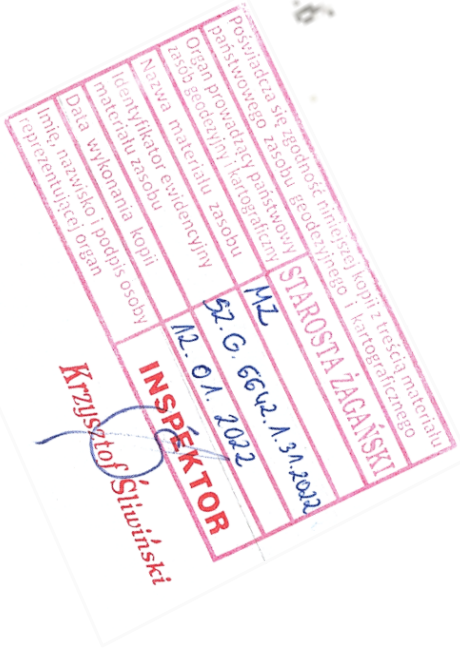 Poświadcza się zgodność niniejszej kopii z treścią materiału
państwowego zasobu geodezyjnego i kartograficznego
Organ prowadzący państwowy
zasób geodezyjny i kartograficzny
STAROSTA ŻAGAŃSKI
Nazwa materiału zasobu
MZ
Identyfikator ewidencyjny
materiału zasobu
SZ.G.6642.1.31.2022
Data wykonania kopii
12.01.2022
Imię, nazwisko i podpis osoby
reprezentującej organ
INSPEKTOR
Krzysztof Śliwiński